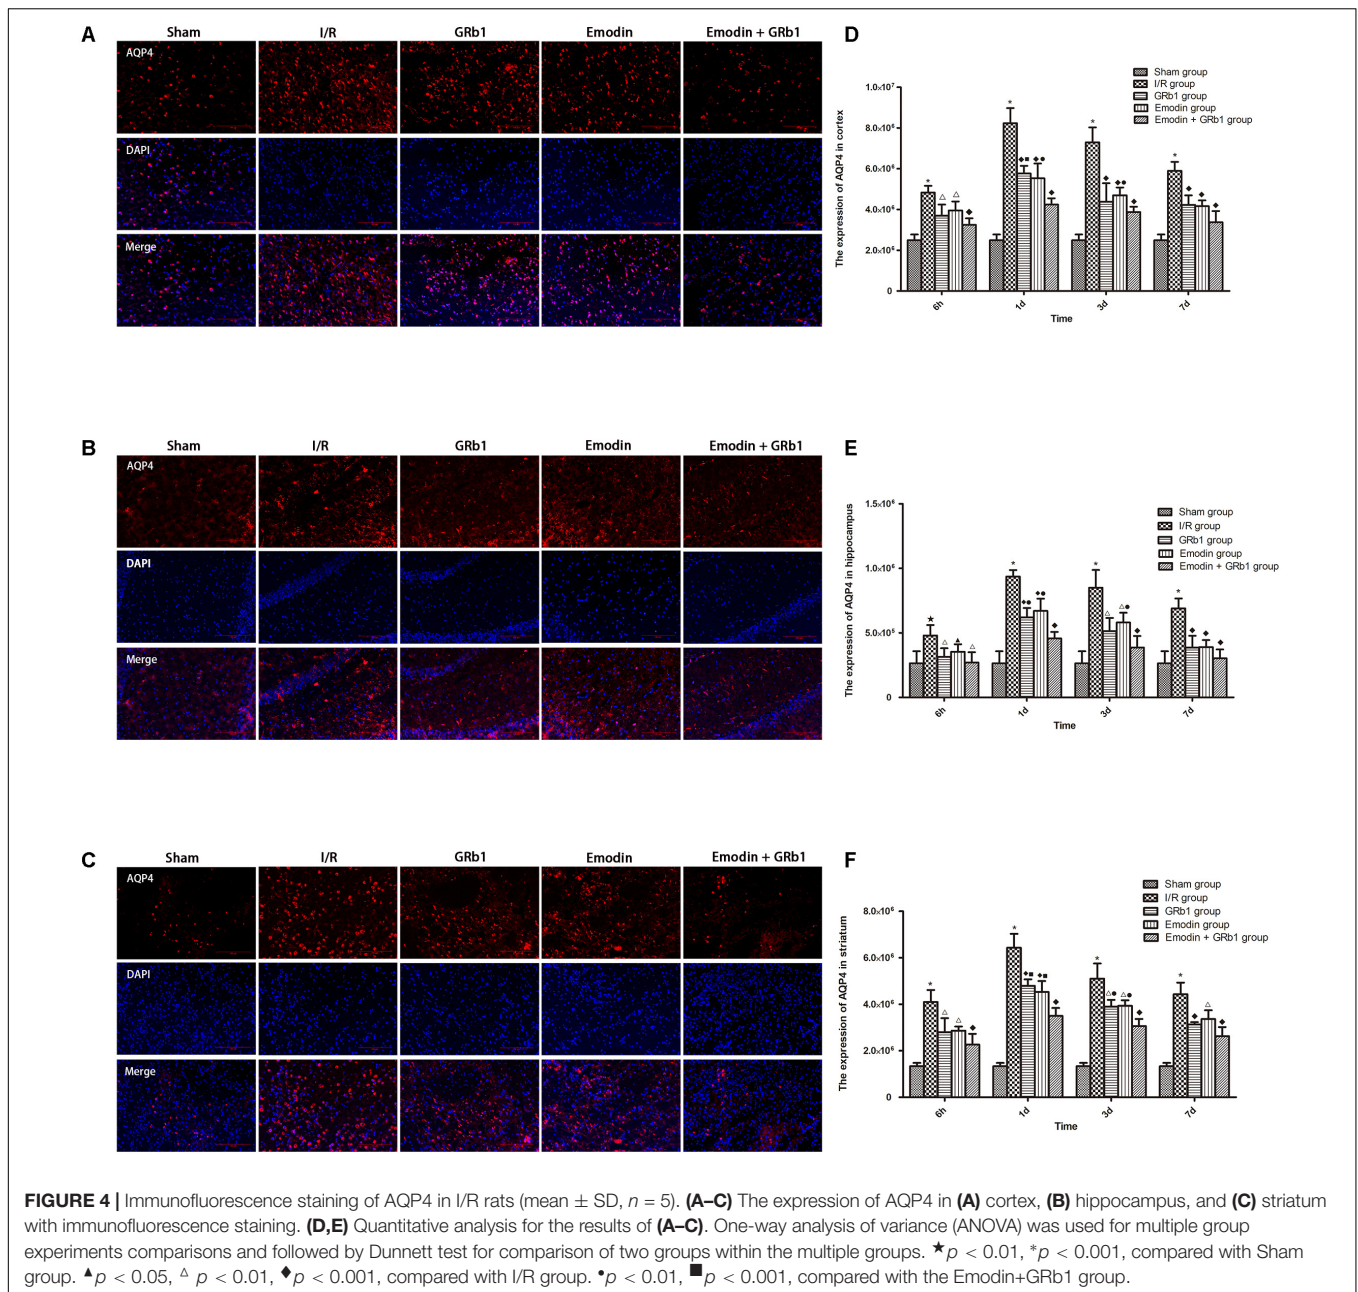 A
Sham I/R GRb1 Emodin Emodin + GRb1
AQP4
DAPI
Merge
D
Sham group
I/R group
GRb1 group
Emodin group
Emodin + GRb1 group
The expression of AQP4 in cortex
1.0×10⁷
8.0×10⁶
6.0×10⁶
4.0×10⁶
2.0×10⁶
0
* △ △ ◆
* ◆■ ◆● ◆
* ◆ ◆● ◆
* ◆ ◆ ◆
6h 1d 3d 7d
Time
B
Sham I/R GRb1 Emodin Emodin + GRb1
AQP4
DAPI
Merge
E
Sham group
I/R group
GRb1 group
Emodin group
Emodin + GRb1 group
The expression of AQP4 in hippocampus
1.5×10⁶
1.0×10⁶
5.0×10⁵
0
★ △ ▲ △
* ◆● ◆● ◆
* △ △● ◆
* ◆ ◆ ◆
6h 1d 3d 7d
Time
C
Sham I/R GRb1 Emodin Emodin + GRb1
AQP4
DAPI
Merge
F
Sham group
I/R group
GRb1 group
Emodin group
Emodin + GRb1 group
The expression of AQP4 in striatum
8.0×10⁶
6.0×10⁶
4.0×10⁶
2.0×10⁶
0
* △ △ ◆
* ◆■ ◆■ ◆
* △● △● ◆
* ◆ △ ◆
6h 1d 3d 7d
Time
FIGURE 4 | Immunofluorescence staining of AQP4 in I/R rats (mean ± SD, n = 5). (A–C) The expression of AQP4 in (A) cortex, (B) hippocampus, and (C) striatum
with immunofluorescence staining. (D,E) Quantitative analysis for the results of (A–C). One-way analysis of variance (ANOVA) was used for multiple group
experiments comparisons and followed by Dunnett test for comparison of two groups within the multiple groups. ★p < 0.01, *p < 0.001, compared with Sham
group. ▲p < 0.05, △ p < 0.01, ◆p < 0.001, compared with I/R group. ●p < 0.01, ■p < 0.001, compared with the Emodin+GRb1 group.